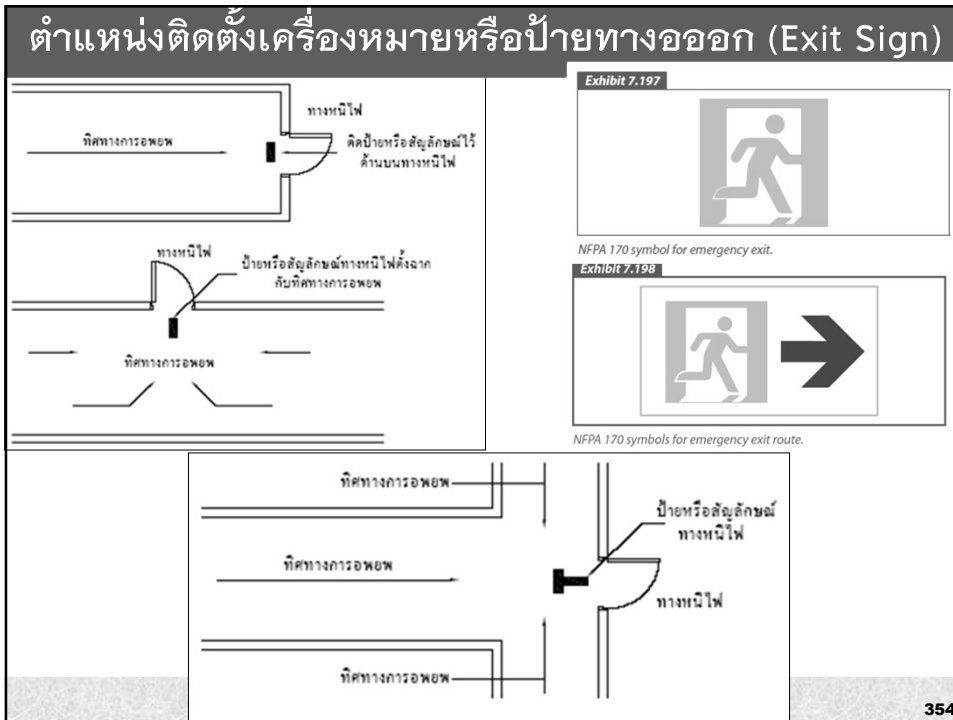 ตำแหน่งติดตั้งเครื่องหมายหรือป้ายทางอออก (Exit Sign)
ทางหนีไฟ
ทิศทางการอพยพ
ติดป้ายหรือสัญลักษณ์ไว้
ด้านบนทางหนีไฟ
ทางหนีไฟ
ป้ายหรือสัญลักษณ์ทางหนีไฟตั้งฉาก
กับทิศทางการอพยพ
ทิศทางการอพยพ
Exhibit 7.197
NFPA 170 symbol for emergency exit.
Exhibit 7.198
NFPA 170 symbols for emergency exit route.
ทิศทางการอพยพ
ป้ายหรือสัญลักษณ์
ทางหนีไฟ
ทิศทางการอพยพ
ทางหนีไฟ
ทิศทางการอพยพ
354